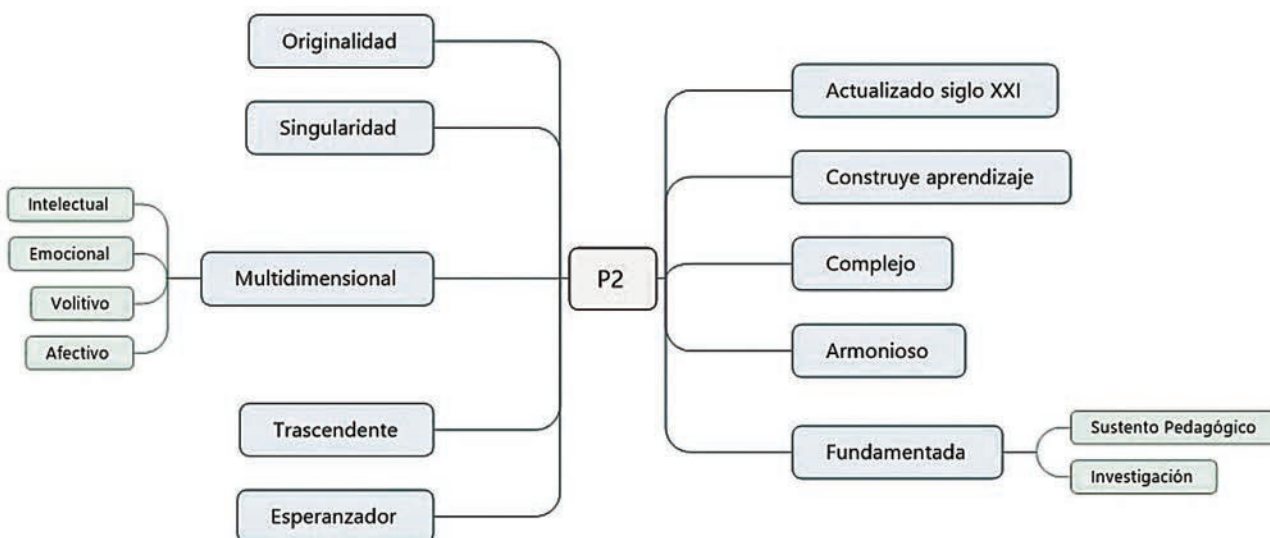 Originalidad
Singularidad
Intelectual
Emocional
Volitivo
Afectivo
Multidimensional
Trascendente
Esperanzador
P2
Actualizado siglo XXI
Construye aprendizaje
Complejo
Armonioso
Fundamentada
Sustento Pedagógico
Investigación